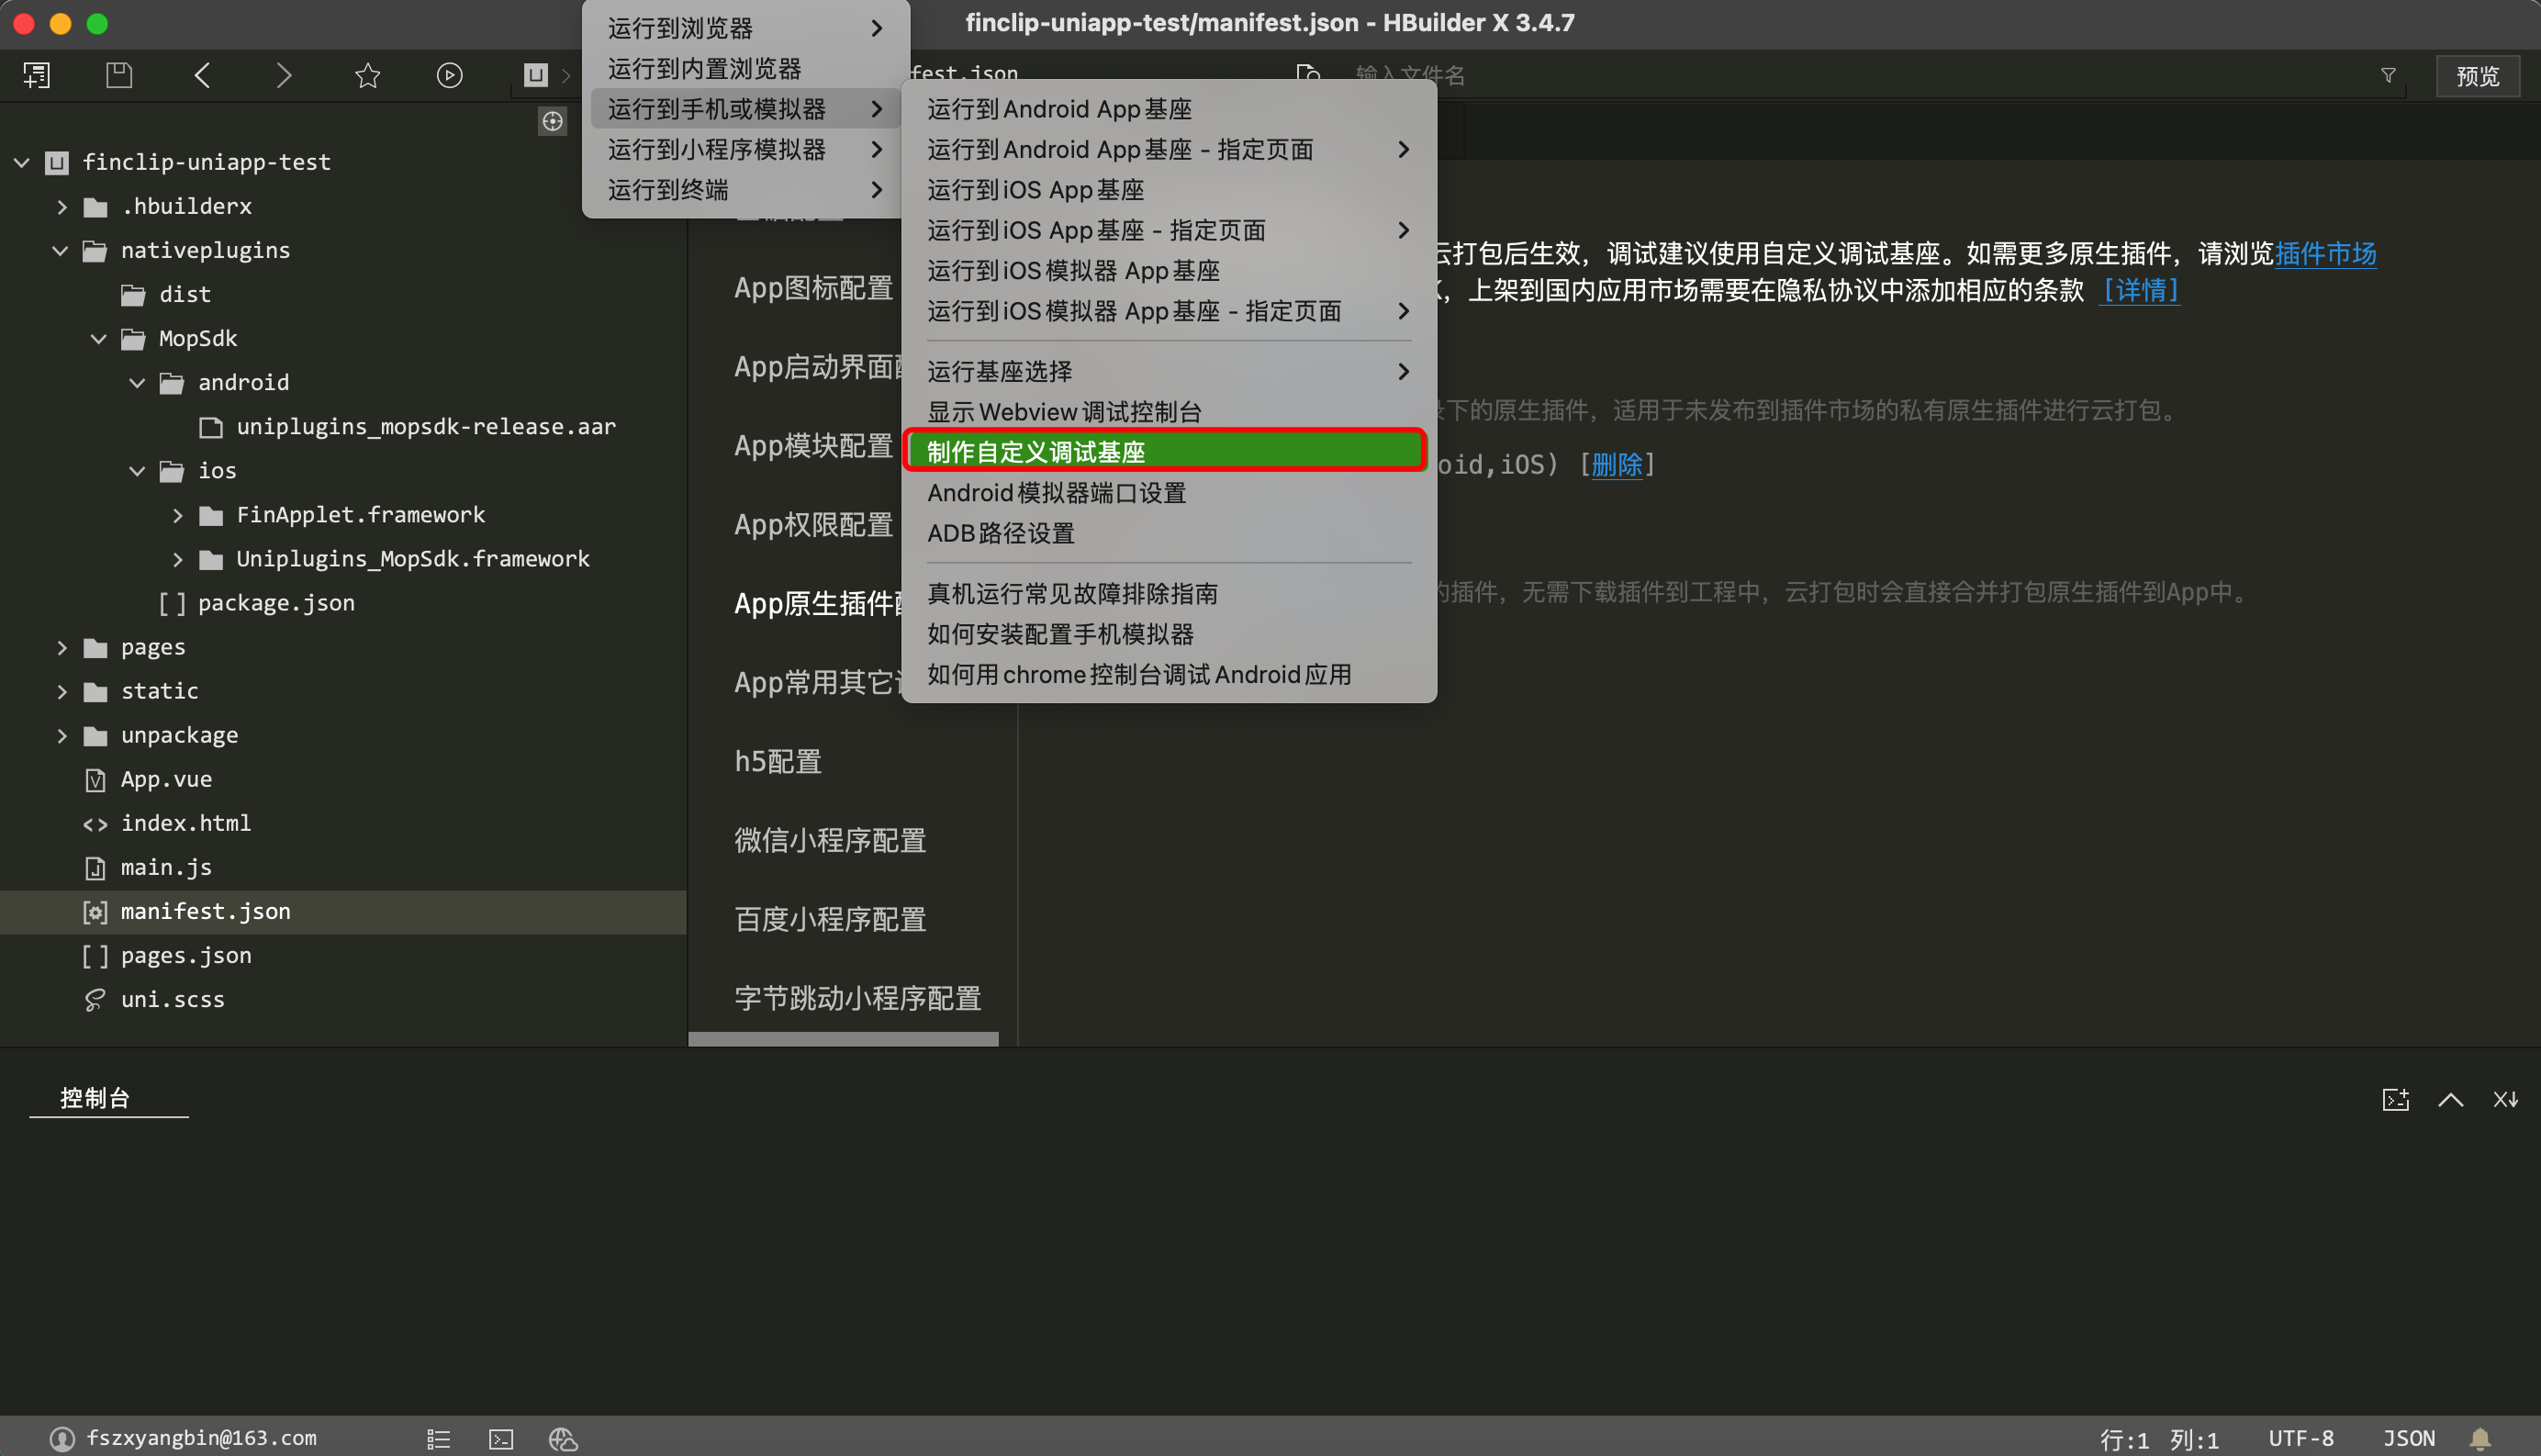 finclip-uniapp-test/manifest.json - HBuilder X 3.4.7
fest.json
输入文件名
预览
运行到浏览器
运行到内置浏览器
运行到手机或模拟器
运行到小程序模拟器
运行到终端
运行到Android App基座
运行到Android App基座 - 指定页面
运行到iOS App基座
运行到iOS App基座 - 指定页面
运行到iOS模拟器 App基座
运行到iOS模拟器 App基座 - 指定页面
运行基座选择
显示Webview调试控制台
制作自定义调试基座
Android模拟器端口设置
ADB路径设置
真机运行常见故障排除指南
如何安装配置手机模拟器
如何用chrome控制台调试Android应用
finclip-uniapp-test
.hbuilderx
nativeplugins
dist
MopSdk
android
uniplugins_mopsdk-release.aar
ios
FinApplet.framework
Uniplugins_MopSdk.framework
package.json
pages
static
unpackage
App.vue
index.html
main.js
manifest.json
pages.json
uni.scss
App图标配置
App启动界面
App模块配置
App权限配置
App原生插件
App常用其它
h5配置
微信小程序配置
百度小程序配置
字节跳动小程序配置
云打包后生效，调试建议使用自定义调试基座。如需更多原生插件，请浏览插件市场
，上架到国内应用市场需要在隐私协议中添加相应的条款 [详情]
下的原生插件，适用于未发布到插件市场的私有原生插件进行云打包。
oid,iOS) [删除]
的插件，无需下载插件到工程中，云打包时会直接合并打包原生插件到App中。
控制台
fszxyangbin@163.com
行:1 列:1
UTF-8
JSON